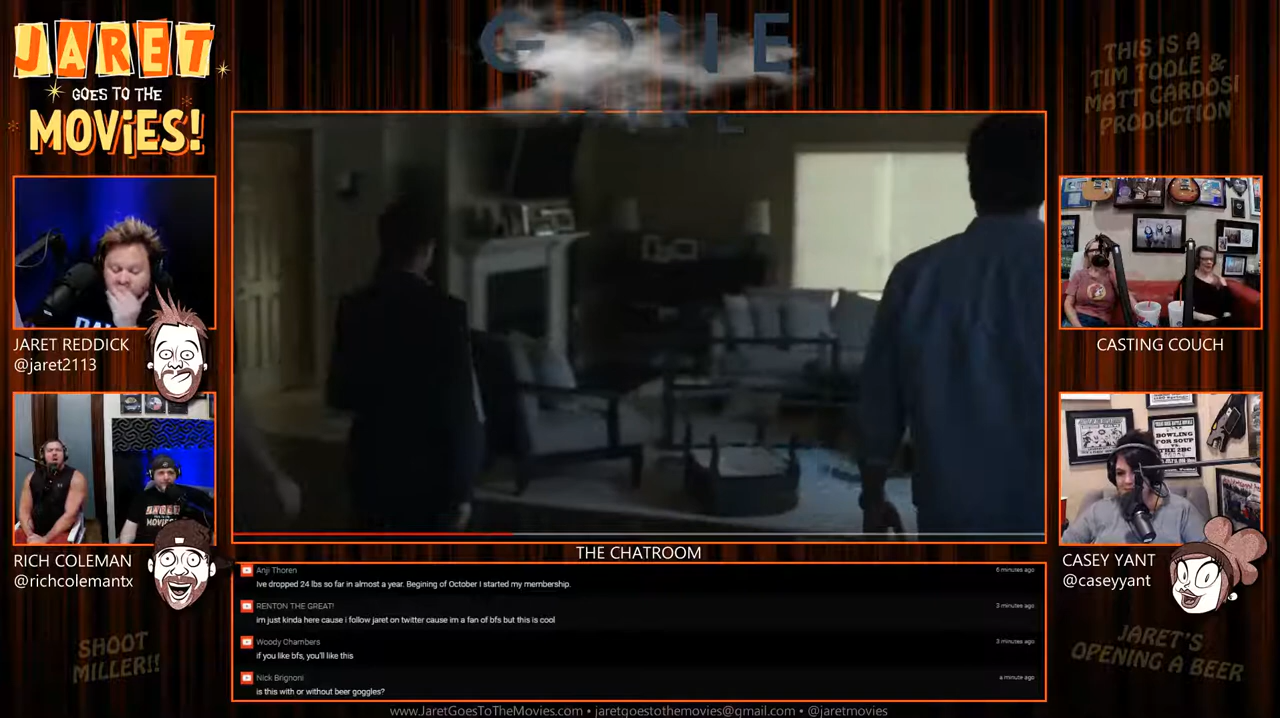 JARET
GOES TO THE
MOVIES!
GONE
GIRL
THIS IS A
TIM TOOLE &
MATT CARDOSI
PRODUCTION
JARET REDDICK
@jaret2113
CASTING COUCH
RICH COLEMAN
@richcolemantx
BOWLING
FOR SOUP
CASEY YANT
@caseyyant
THE CHATROOM
Anji Thoren
6 minutes ago
Ive dropped 24 lbs so far in almost a year. Begining of October I started my membership.
RENTON THE GREAT!
3 minutes ago
im just kinda here cause i follow jaret on twitter cause im a fan of bfs but this is cool
Woody Chambers
3 minutes ago
if you like bfs, you'll like this
Nick Brignoni
a minute ago
is this with or without beer goggles?
SHOOT
MILLER!!
JARET'S
OPENING A BEER
www.JaretGoesToTheMovies.com • jaretgoestothemovies@gmail.com • @jaretmovies